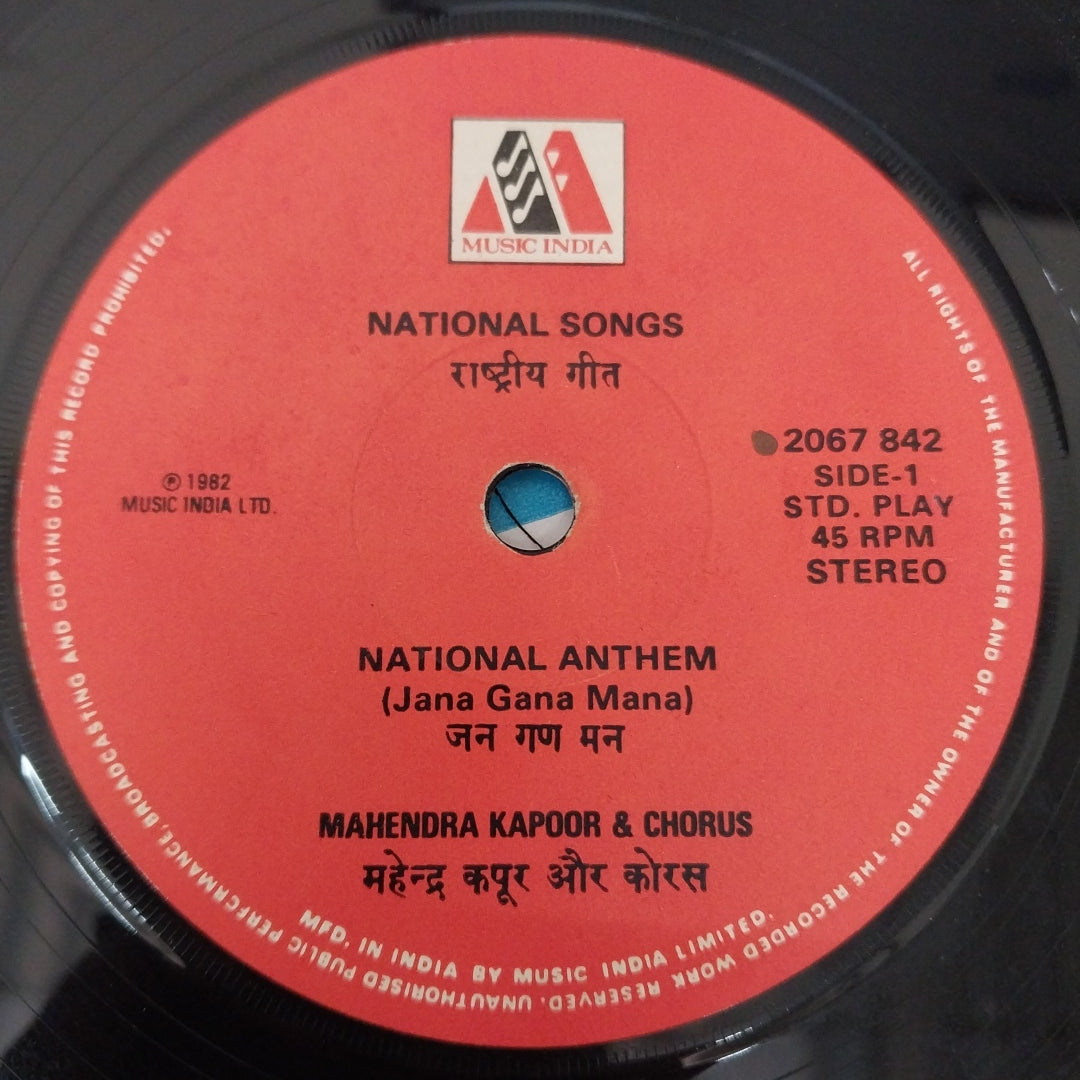 MUSIC INDIA
NATIONAL SONGS
राष्ट्रीय गीत
℗ 1982
MUSIC INDIA LTD.
2067 842
SIDE-1
STD. PLAY
45 RPM
STEREO
NATIONAL ANTHEM
(Jana Gana Mana)
जन गण मन
MAHENDRA KAPOOR & CHORUS
महेन्द्र कपूर और कोरस
MFD. IN INDIA BY MUSIC INDIA LIMITED.
ALL RIGHTS OF THE MANUFACTURER AND OF THE OWNER OF THE RECORDED WORK RESERVED. UNAUTHORISED PUBLIC PERFORMANCE, BROADCASTING AND COPYING OF THIS RECORD PROHIBITED.